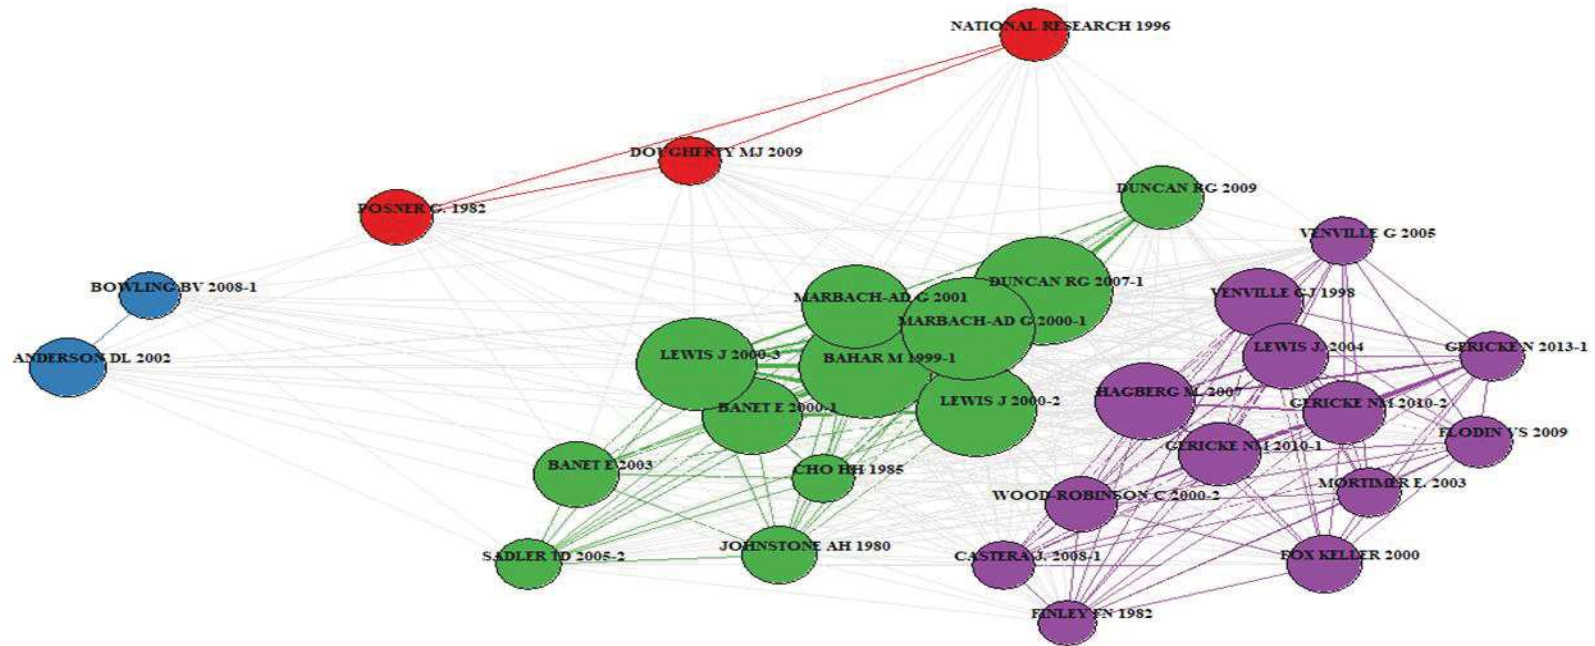 NATIONAL RESEARCH 1996
DOUGHERTY MJ 2009
POSNER G. 1982
DUNCAN RG 2009
VENVILLE G 2005
BOWLING BV 2008-1
DUNCAN RG 2007-1
VENVILLE GJ 1998
MARBACH-AD G 2001
MARBACH-AD G 2000-1
ANDERSON DL 2002
LEWIS J 2000-3
BAHAR M 1999-1
LEWIS J. 2004
GERICKE N 2013-1
HAGBERG M. 2007
LEWIS J 2000-2
BANET E 2000-1
GERICKE NM 2010-2
FLODIN VS 2009
GERICKE NM 2010-1
BANET E 2003
CHO HH 1985
MORTIMER E. 2003
WOOD-ROBINSON C 2000-2
JOHNSTONE AH 1980
SADLER TD 2005-2
CASTERA J. 2008-1
FOX KELLER 2000
FINLEY FN 1982